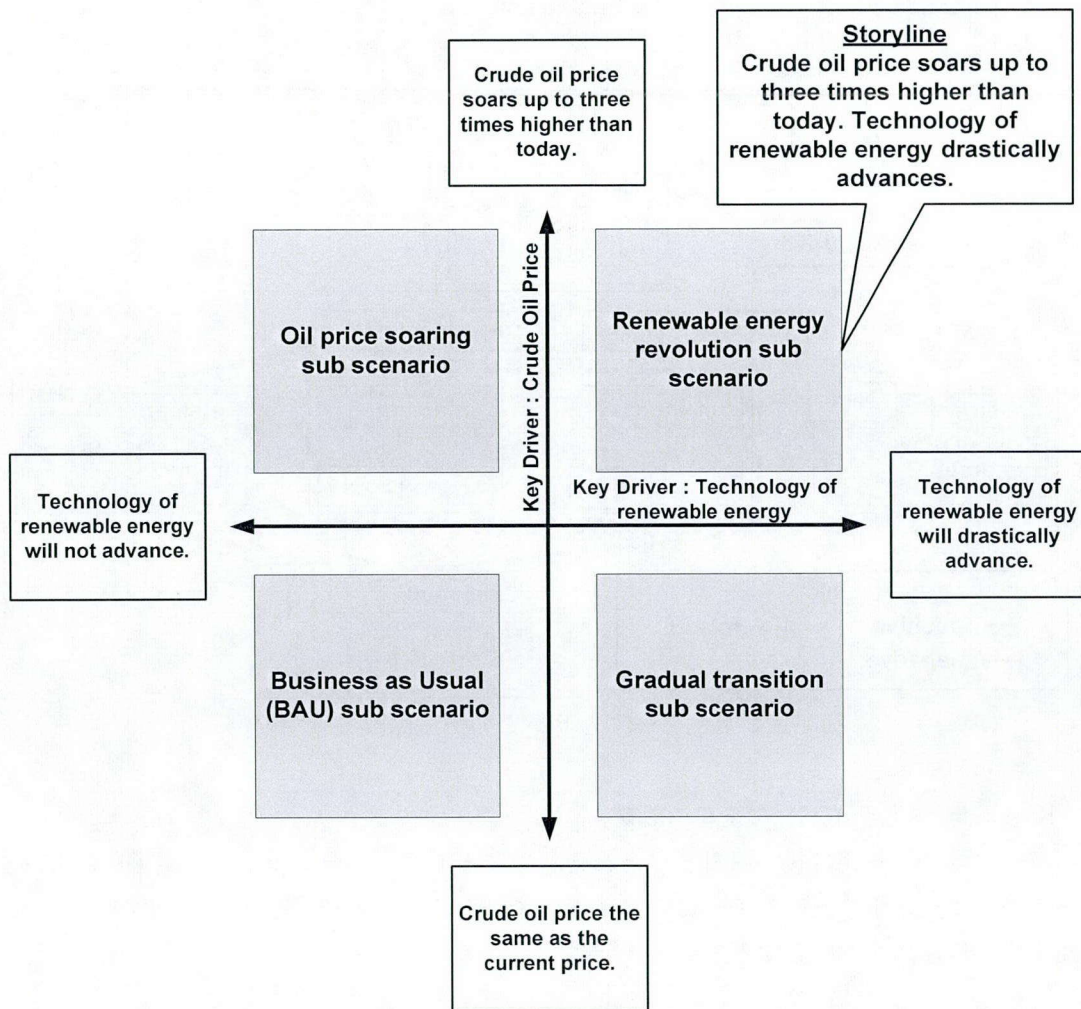 Crude oil price
soars up to three
times higher than
today.
Storyline
Crude oil price soars up to
three times higher than
today. Technology of
renewable energy drastically
advances.
Oil price soaring
sub scenario
Key Driver : Crude Oil Price
Renewable energy
revolution sub
scenario
Technology of
renewable energy
will not advance.
Key Driver : Technology of
renewable energy
Technology of
renewable energy
will drastically
advance.
Business as Usual
(BAU) sub scenario
Gradual transition
sub scenario
Crude oil price the
same as the
current price.